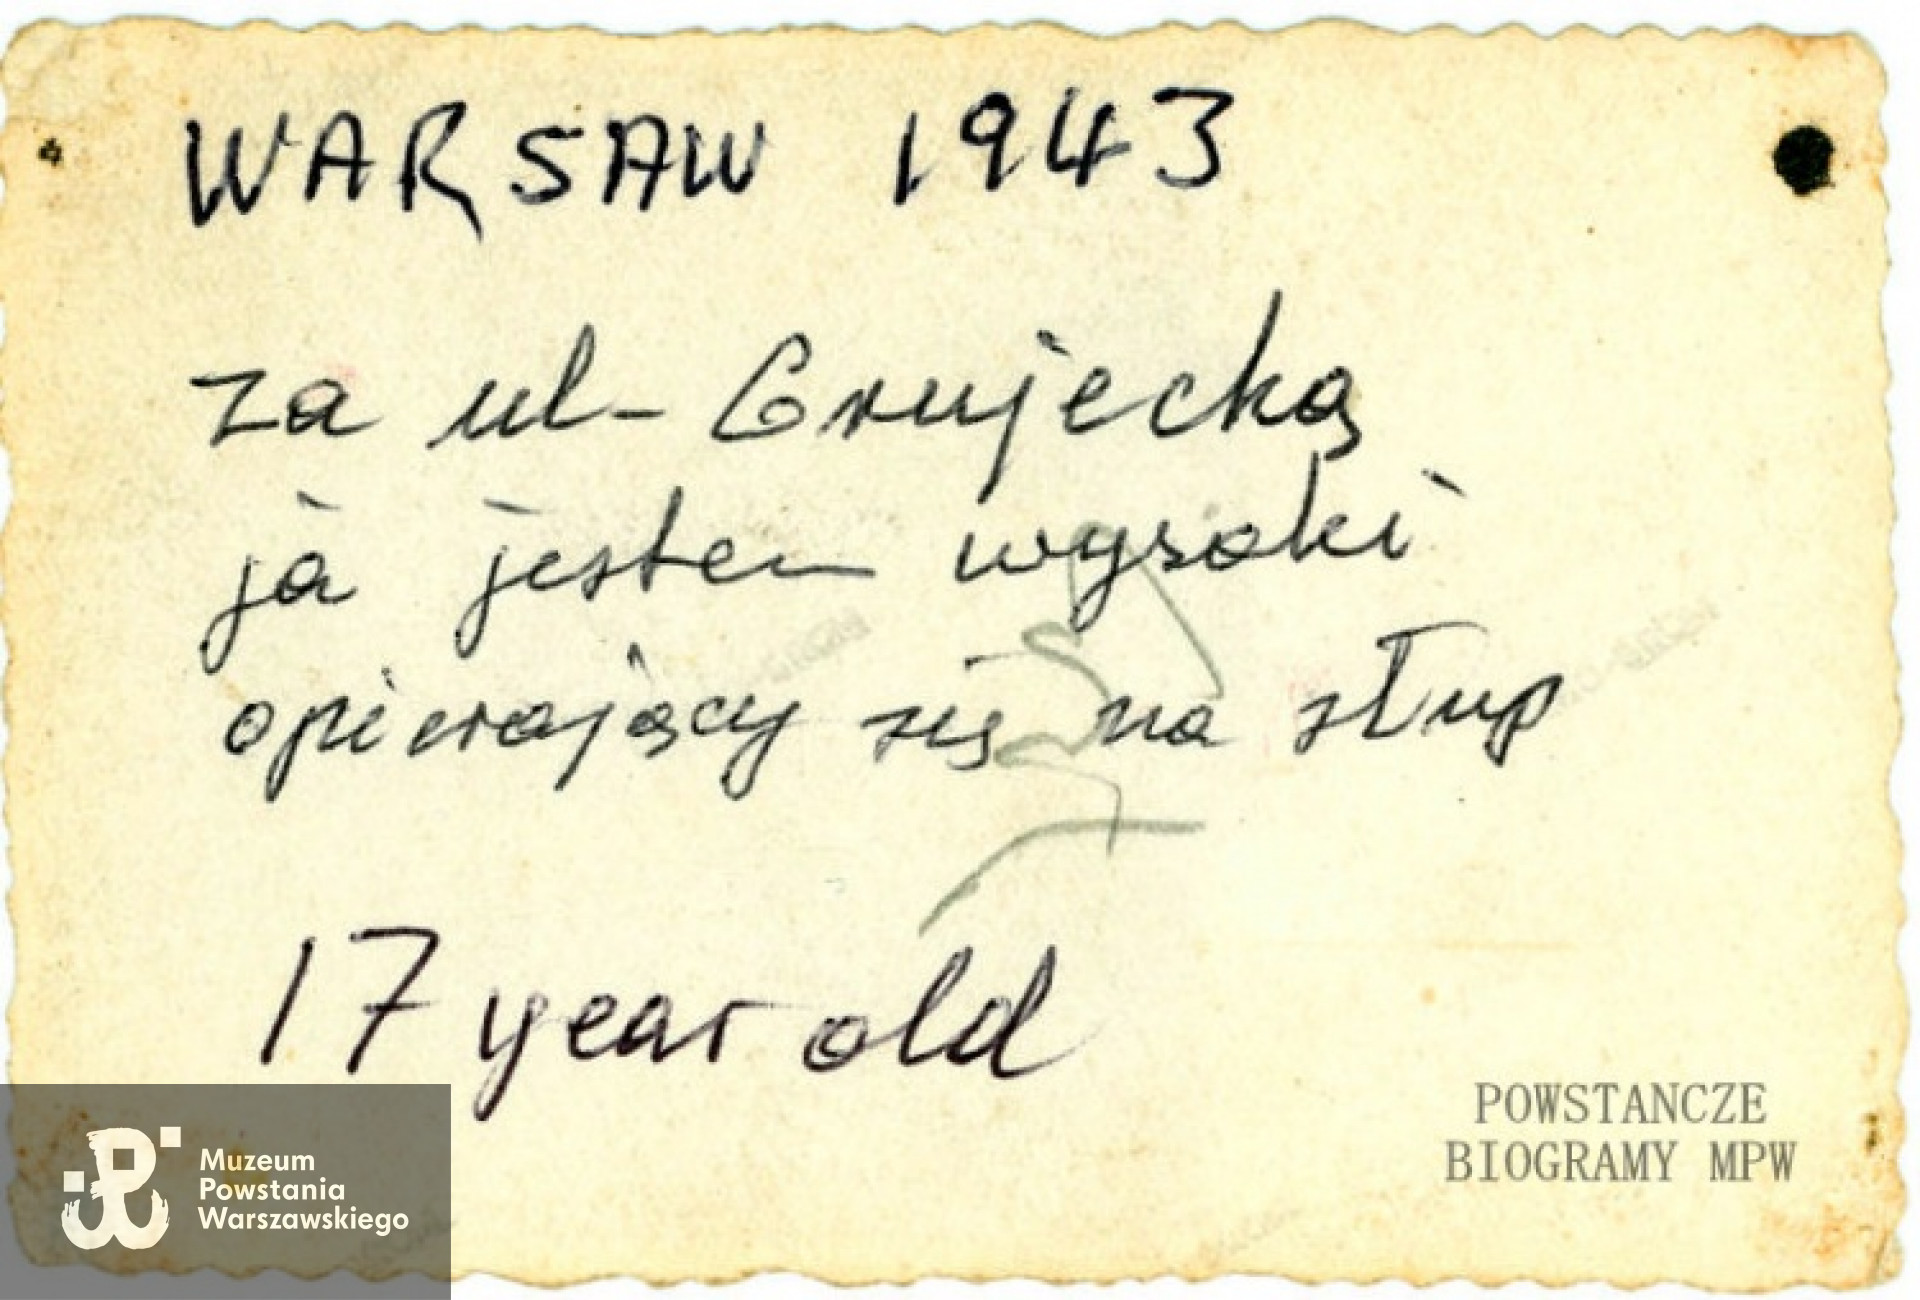 WARSAW 1943
za ul- Grujecką
ja jestem wysoki
opierający się na słup
17 year old
Muzeum
Powstania
Warszawskiego
POWSTANCZE
BIOGRAMY MPW